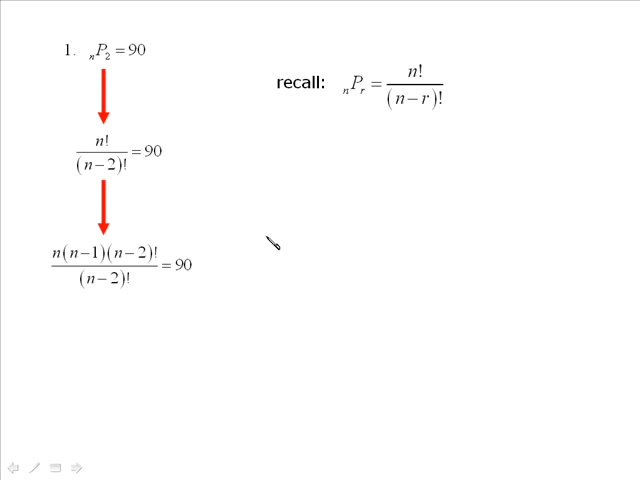 1. ₙP₂ = 90
recall: ₙPᵣ = n! / (n − r)!
n! / (n − 2)! = 90
n(n − 1)(n − 2)! / (n − 2)! = 90